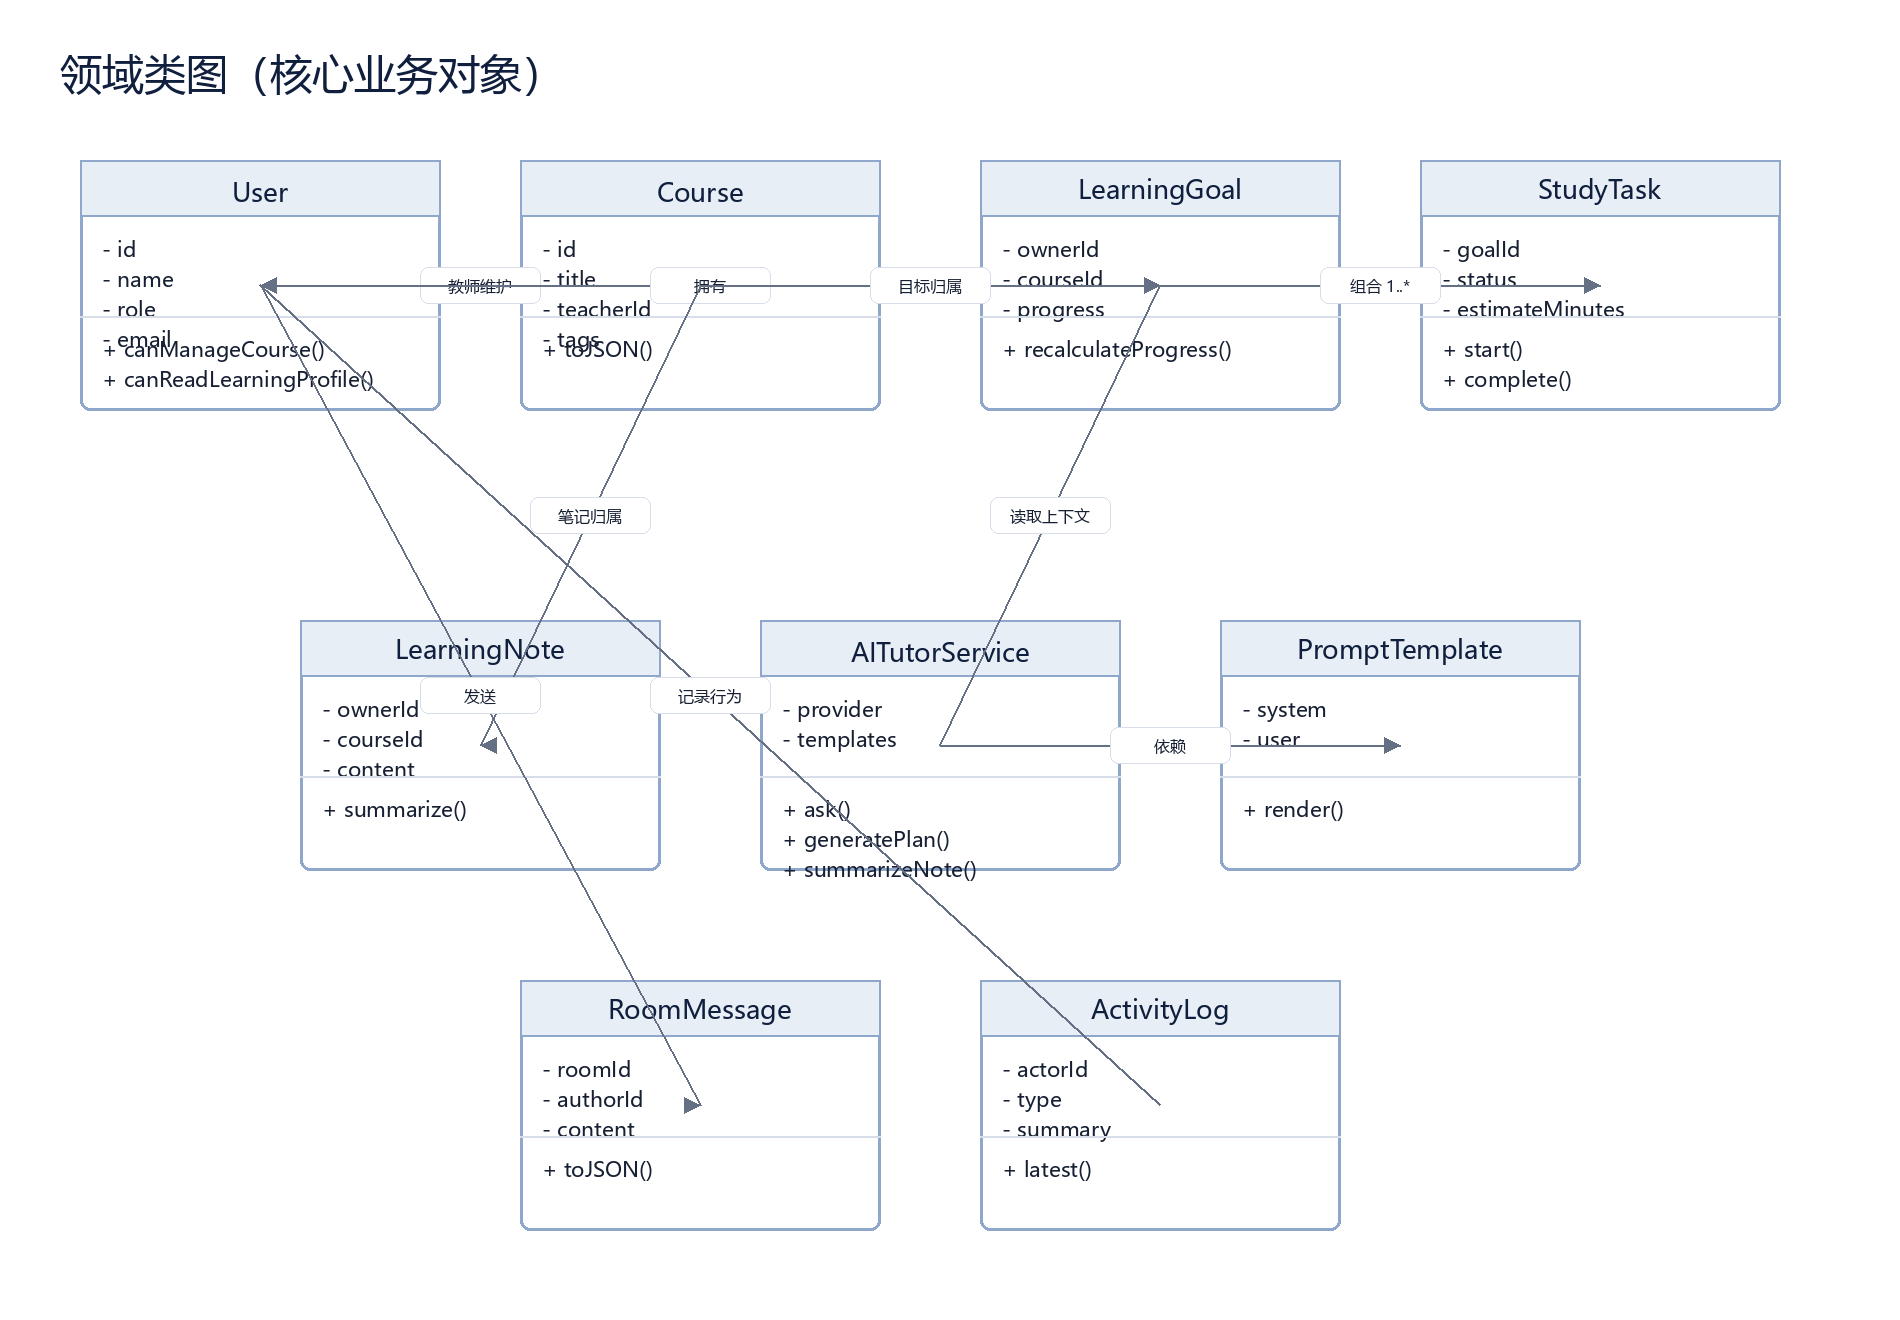 领域类图（核心业务对象）
User
- id
- name
- role
- email
+ canManageCourse()
+ canReadLearningProfile()
教师维护
Course
- id
- title
- teacherId
- tags
+ toJSON()
拥有
目标归属
LearningGoal
- ownerId
- courseId
- progress
+ recalculateProgress()
组合 1..*
StudyTask
- goalId
- status
- estimateMinutes
+ start()
+ complete()
笔记归属
读取上下文
LearningNote
- ownerId
- courseId
- content
+ summarize()
发送
记录行为
AITutorService
- provider
- templates
+ ask()
+ generatePlan()
+ summarizeNote()
依赖
PromptTemplate
- system
- user
+ render()
RoomMessage
- roomId
- authorId
- content
+ toJSON()
ActivityLog
- actorId
- type
- summary
+ latest()